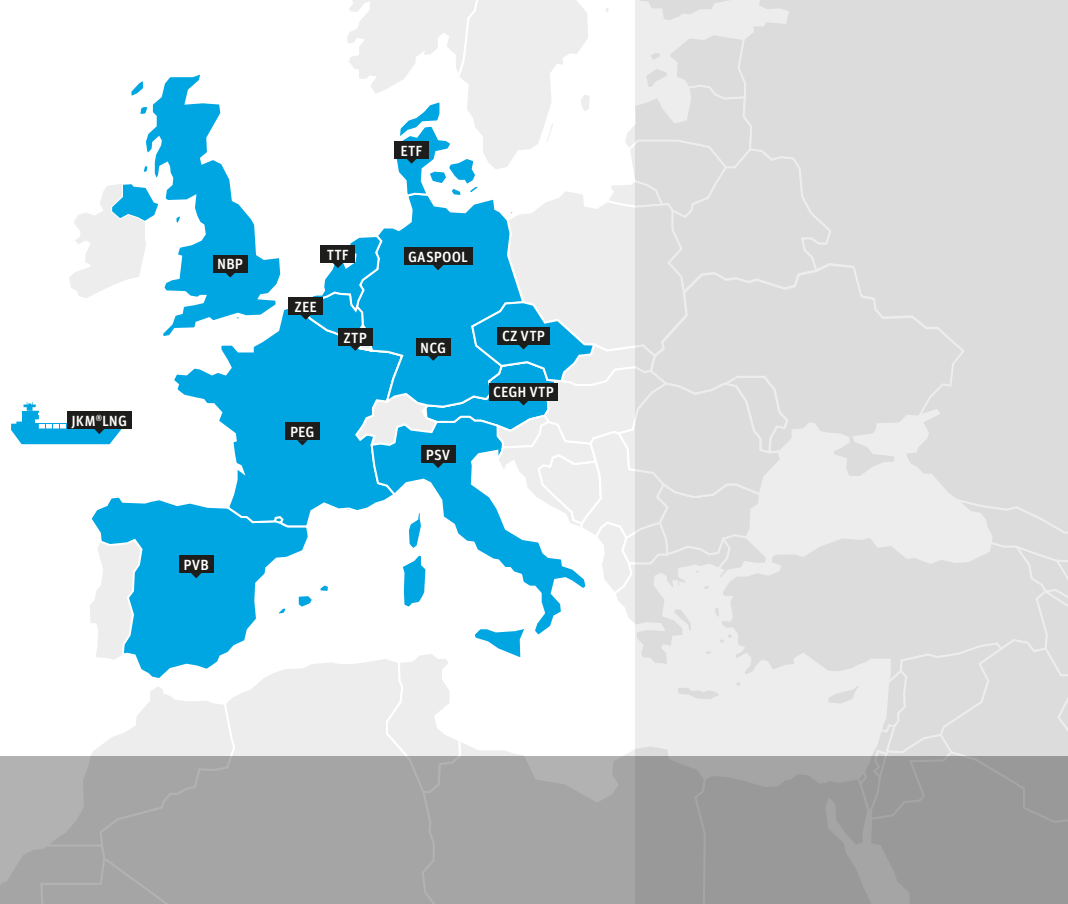 ETF
TTF
GASPOOL
NBP
ZEE
ZTP
NCG
CZ VTP
CEGH VTP
JKM®LNG
PEG
PSV
PVB